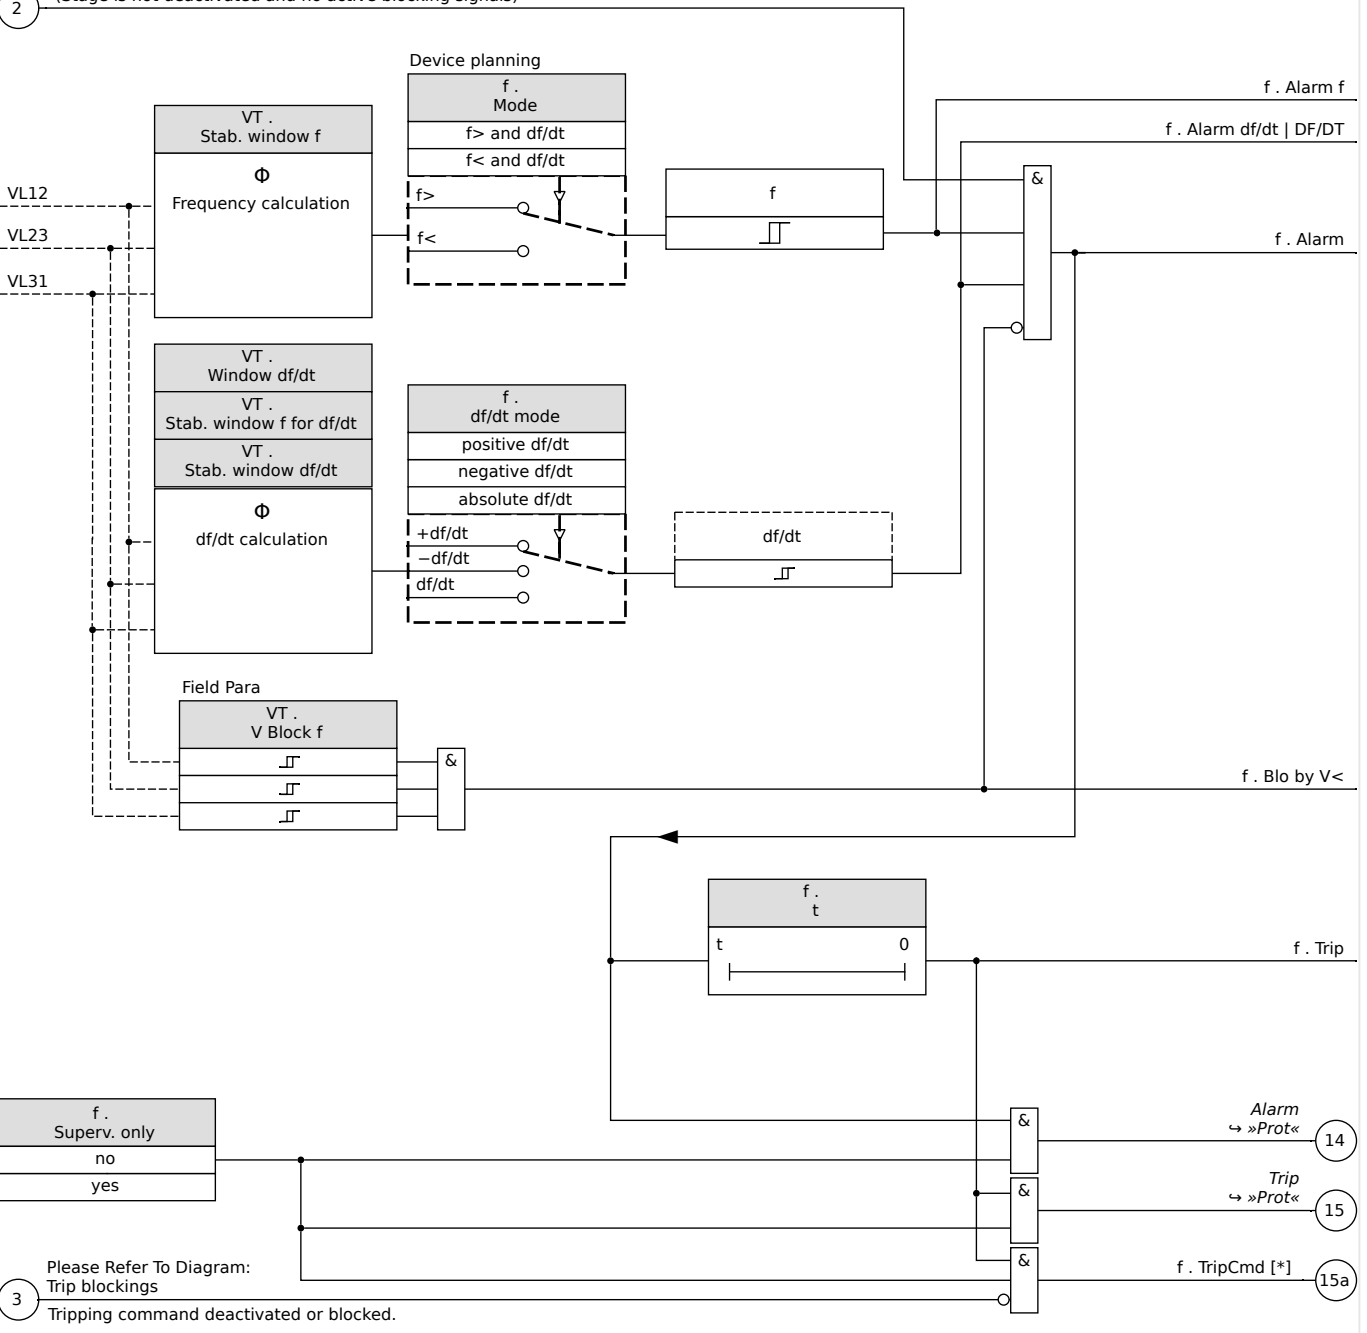 2
(Stage is not deactivated and no active blocking signals)
Device planning
f .
Mode
f> and df/dt
f< and df/dt
f . Alarm f
VT .
Stab. window f
f . Alarm df/dt | DF/DT
Φ
Frequency calculation
f>
f<
f
&
VL12
VL23
VL31
f . Alarm
VT .
Window df/dt
VT .
Stab. window f for df/dt
VT .
Stab. window df/dt
Φ
df/dt calculation
f .
df/dt mode
positive df/dt
negative df/dt
absolute df/dt
+df/dt
−df/dt
df/dt
df/dt
Field Para
VT .
V Block f
&
f . Blo by V<
f .
t
t 0
f . Trip
f .
Superv. only
no
yes
&
Alarm
↪ »Prot«
14
&
Trip
↪ »Prot«
15
&
f . TripCmd [*]
15a
Please Refer To Diagram:
Trip blockings
3
Tripping command deactivated or blocked.